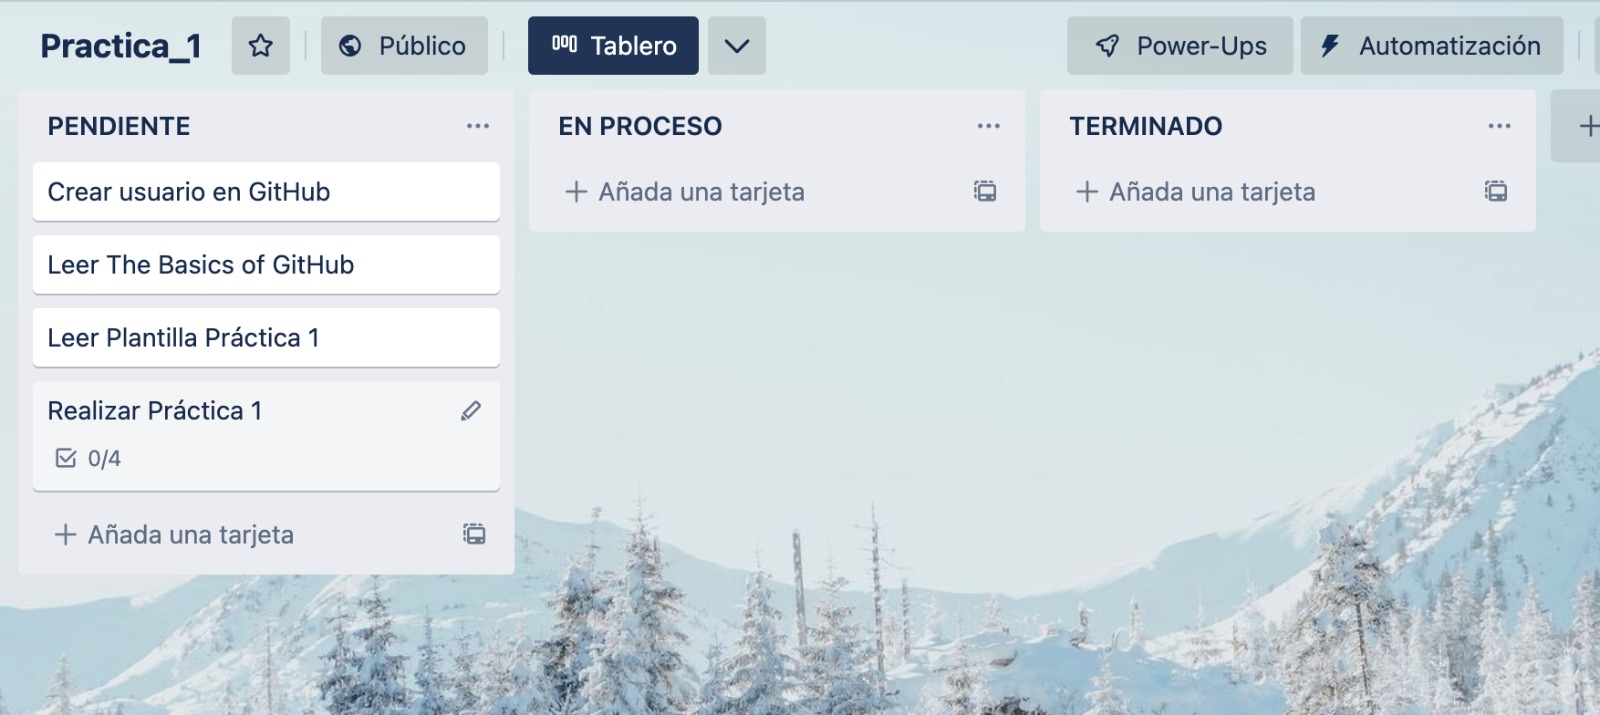 Practica_1
Público
Tablero
Power-Ups
Automatización
PENDIENTE
Crear usuario en GitHub
Leer The Basics of GitHub
Leer Plantilla Práctica 1
Realizar Práctica 1
0/4
Añada una tarjeta
EN PROCESO
Añada una tarjeta
TERMINADO
Añada una tarjeta